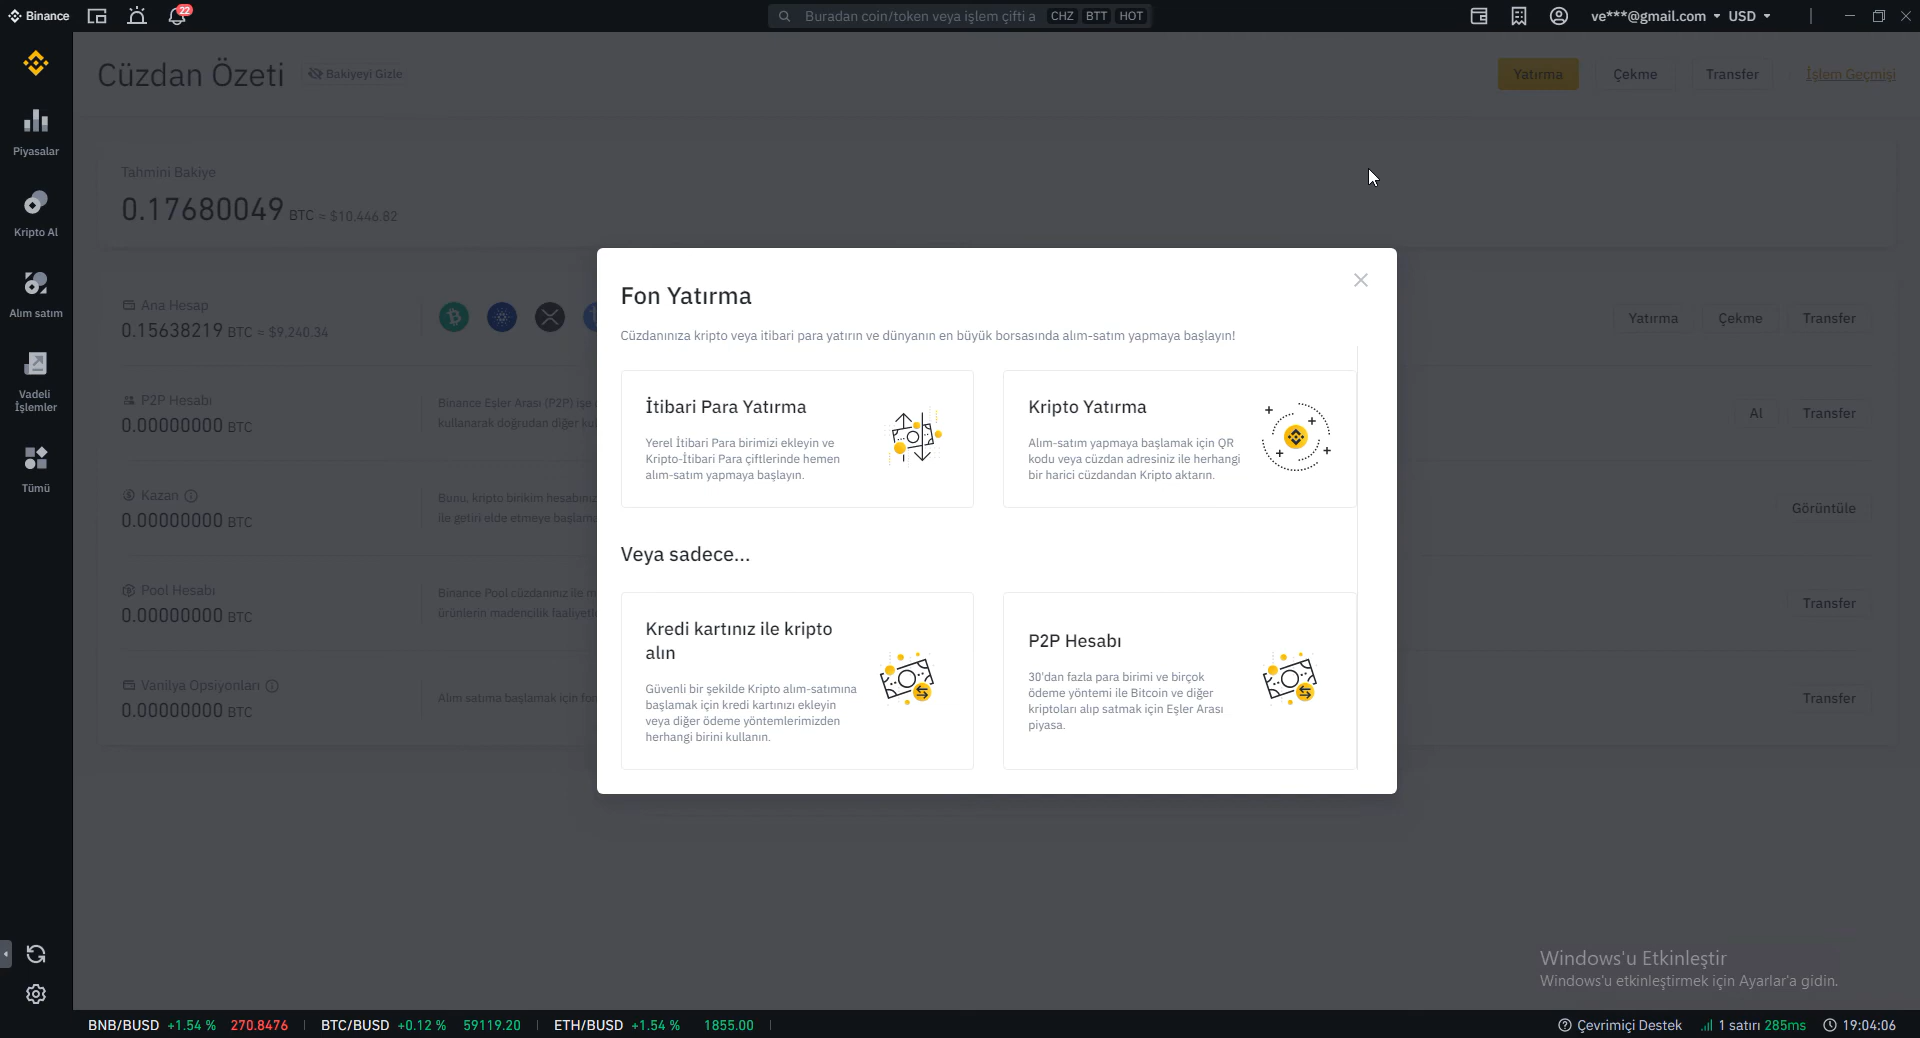 Binance
22
Buradan coin/token veya işlem çifti a CHZ BTT HOT
ve***@gmail.com USD
Cüzdan Özeti Bakiyeyi Gizle
Yatırma Çekme Transfer İşlem Geçmişi
Piyasalar
Kripto Al
Alım satım
Vadeli
İşlemler
Tümü
Tahmini Bakiye
0.17680049 BTC ≈ $10,446.82
Ana Hesap
0.15638219 BTC ≈ $9,240.34
Yatırma Çekme Transfer
P2P Hesabı
0.00000000 BTC
Binance Eşler Arası (P2P) işe
kullanarak doğrudan diğer kul
Al Transfer
Kazan
0.00000000 BTC
Bunu, kripto birikim hesabınız
ile getiri elde etmeye başlama
Görüntüle
Pool Hesabı
0.00000000 BTC
Binance Pool cüzdanınız ile m
ürünlerin madencilik faaliyetle
Transfer
Vanilya Opsiyonları
0.00000000 BTC
Alım satıma başlamak için fon
Transfer
Fon Yatırma
Cüzdanınıza kripto veya itibari para yatırın ve dünyanın en büyük borsasında alım-satım yapmaya başlayın!
İtibari Para Yatırma
Yerel İtibari Para birimizi ekleyin ve
Kripto-İtibari Para çiftlerinde hemen
alım-satım yapmaya başlayın.
Kripto Yatırma
Alım-satım yapmaya başlamak için QR
kodu veya cüzdan adresiniz ile herhangi
bir harici cüzdandan Kripto aktarın.
Veya sadece...
Kredi kartınız ile kripto
alın
Güvenli bir şekilde Kripto alım-satımına
başlamak için kredi kartınızı ekleyin
veya diğer ödeme yöntemlerimizden
herhangi birini kullanın.
P2P Hesabı
30'dan fazla para birimi ve birçok
ödeme yöntemi ile Bitcoin ve diğer
kriptoları alıp satmak için Eşler Arası
piyasa.
Windows'u Etkinleştir
Windows'u etkinleştirmek için Ayarlar'a gidin.
BNB/BUSD +1.54 % 270.8476 BTC/BUSD +0.12 % 59119.20 ETH/BUSD +1.54 % 1855.00
Çevrimiçi Destek 1 satırı 285ms 19:04:06